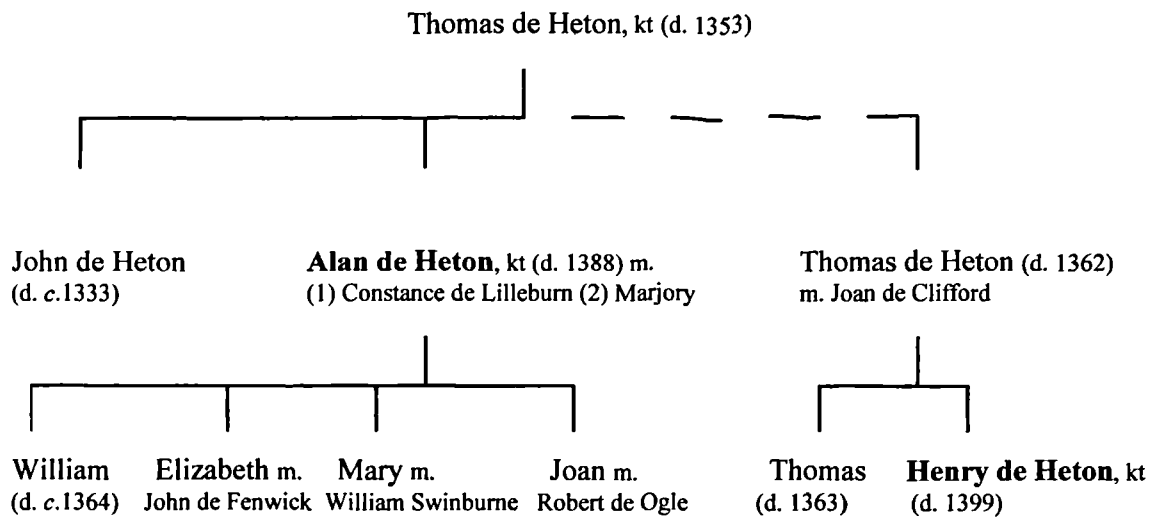 Thomas de Heton, kt (d. 1353)
John de Heton
(d. c.1333)
Alan de Heton, kt (d. 1388) m.
(1) Constance de Lilleburn (2) Marjory
Thomas de Heton (d. 1362)
m. Joan de Clifford
William
(d. c.1364)
Elizabeth m.
John de Fenwick
Mary m.
William Swinburne
Joan m.
Robert de Ogle
Thomas
(d. 1363)
Henry de Heton, kt
(d. 1399)